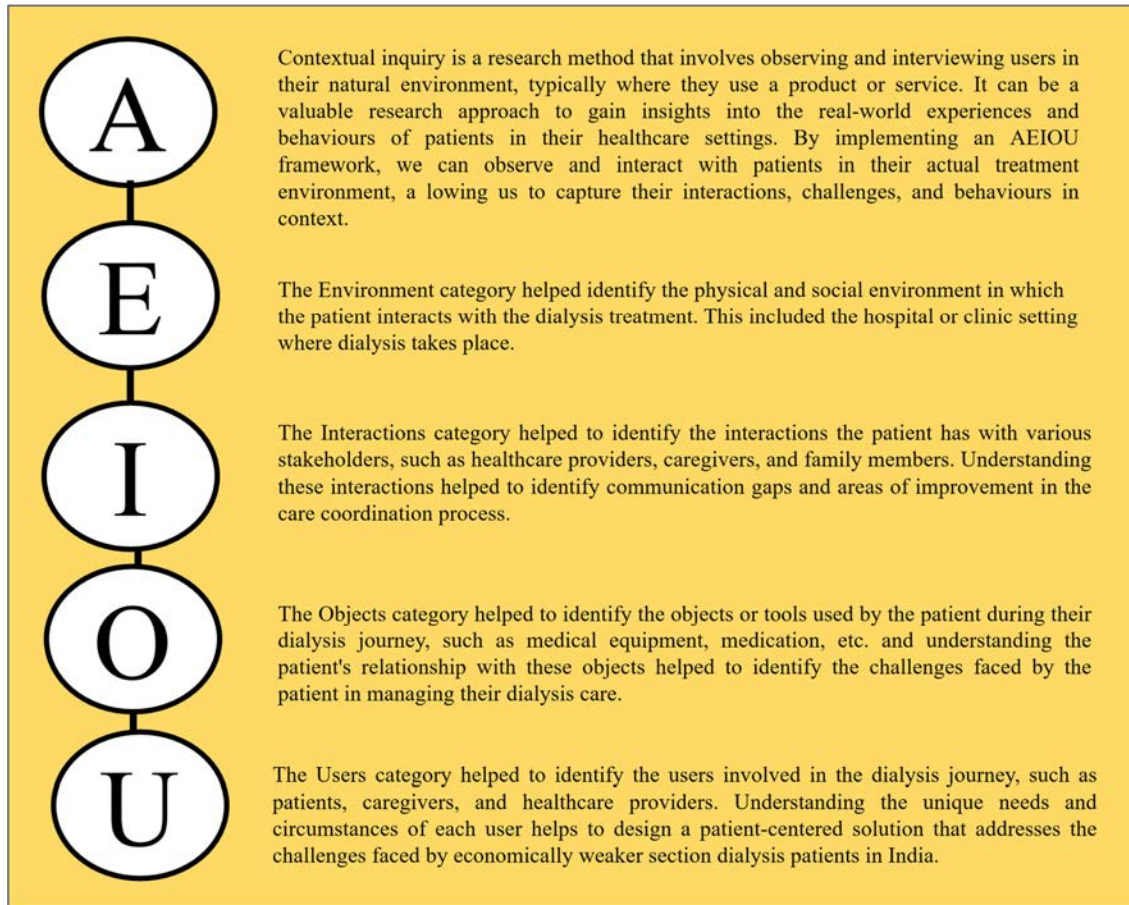 A
Contextual inquiry is a research method that involves observing and interviewing users in
their natural environment, typically where they use a product or service. It can be a
valuable research approach to gain insights into the real-world experiences and
behaviours of patients in their healthcare settings. By implementing an AEIOU
framework, we can observe and interact with patients in their actual treatment
environment, a lowing us to capture their interactions, challenges, and behaviours in
context.
E
The Environment category helped identify the physical and social environment in which
the patient interacts with the dialysis treatment. This included the hospital or clinic setting
where dialysis takes place.
I
The Interactions category helped to identify the interactions the patient has with various
stakeholders, such as healthcare providers, caregivers, and family members. Understanding
these interactions helped to identify communication gaps and areas of improvement in the
care coordination process.
O
The Objects category helped to identify the objects or tools used by the patient during their
dialysis journey, such as medical equipment, medication, etc. and understanding the
patient's relationship with these objects helped to identify the challenges faced by the
patient in managing their dialysis care.
U
The Users category helped to identify the users involved in the dialysis journey, such as
patients, caregivers, and healthcare providers. Understanding the unique needs and
circumstances of each user helps to design a patient-centered solution that addresses the
challenges faced by economically weaker section dialysis patients in India.